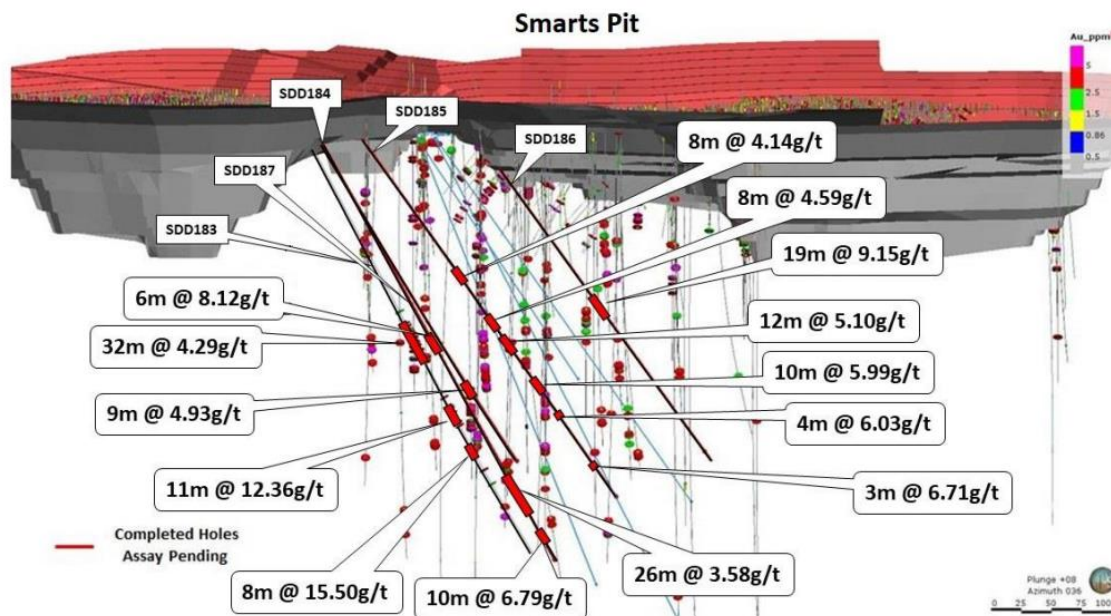 Smarts Pit
Au_ppm
5
2.5
1.5
0.86
0.5
SDD184
SDD185
SDD186
SDD187
SDD183
8m @ 4.14g/t
8m @ 4.59g/t
19m @ 9.15g/t
6m @ 8.12g/t
12m @ 5.10g/t
32m @ 4.29g/t
10m @ 5.99g/t
9m @ 4.93g/t
4m @ 6.03g/t
11m @ 12.36g/t
3m @ 6.71g/t
Completed Holes
Assay Pending
8m @ 15.50g/t
10m @ 6.79g/t
26m @ 3.58g/t
Plunge +08
Azimuth 036
0 25 50 75 100